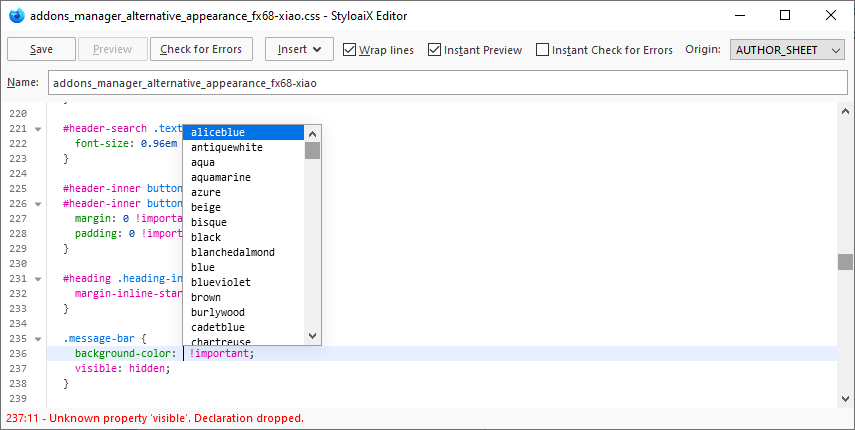 addons_manager_alternative_appearance_fx68-xiao.css - StyloaiX Editor
Save Preview Check for Errors Insert Wrap lines Instant Preview Instant Check for Errors Origin: AUTHOR_SHEET
Name: addons_manager_alternative_appearance_fx68-xiao
220
221 #header-search .text
222 font-size: 0.96em
223 }
224
225 #header-inner button
226 #header-inner button
227 margin: 0 !importa
228 padding: 0 !import
229 }
230
231 #heading .heading-in
232 margin-inline-star
233 }
234
235 .message-bar {
236 background-color: !important;
237 visible: hidden;
238 }
239
aliceblue
antiquewhite
aqua
aquamarine
azure
beige
bisque
black
blanchedalmond
blue
blueviolet
brown
burlywood
cadetblue
chartreuse
237:11 - Unknown property 'visible'. Declaration dropped.